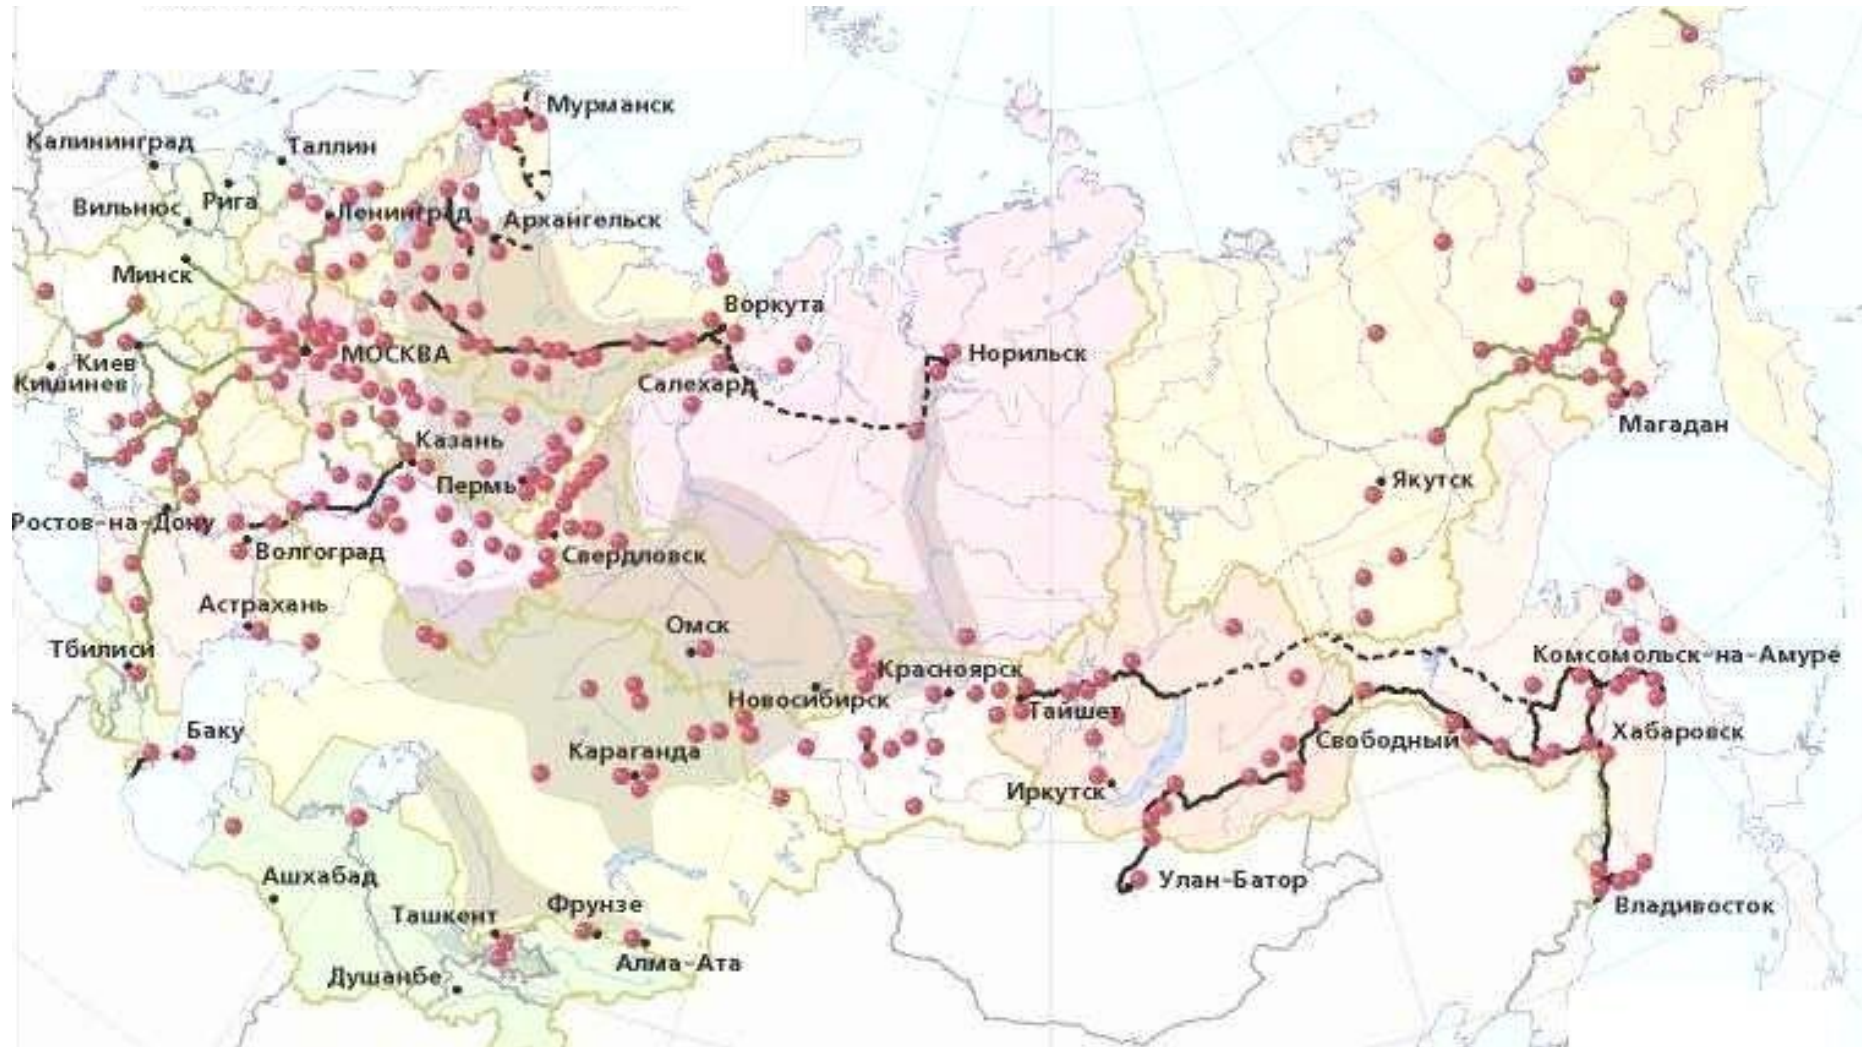 Мурманск
Калининград
Таллин
Рига
Вильнюс
Ленинград
Архангельск
Минск
Воркута
Киев
МОСКВА
Норильск
Кишинев
Салехард
Магадан
Казань
Пермь
Якутск
Ростов-на-Дону
Волгоград
Свердловск
Астрахань
Омск
Тбилиси
Красноярск
Комсомольск-на-Амуре
Новосибирск
Тайшет
Баку
Караганда
Свободный
Хабаровск
Иркутск
Ашхабад
Улан-Батор
Ташкент
Фрунзе
Владивосток
Душанбе
Алма-Ата